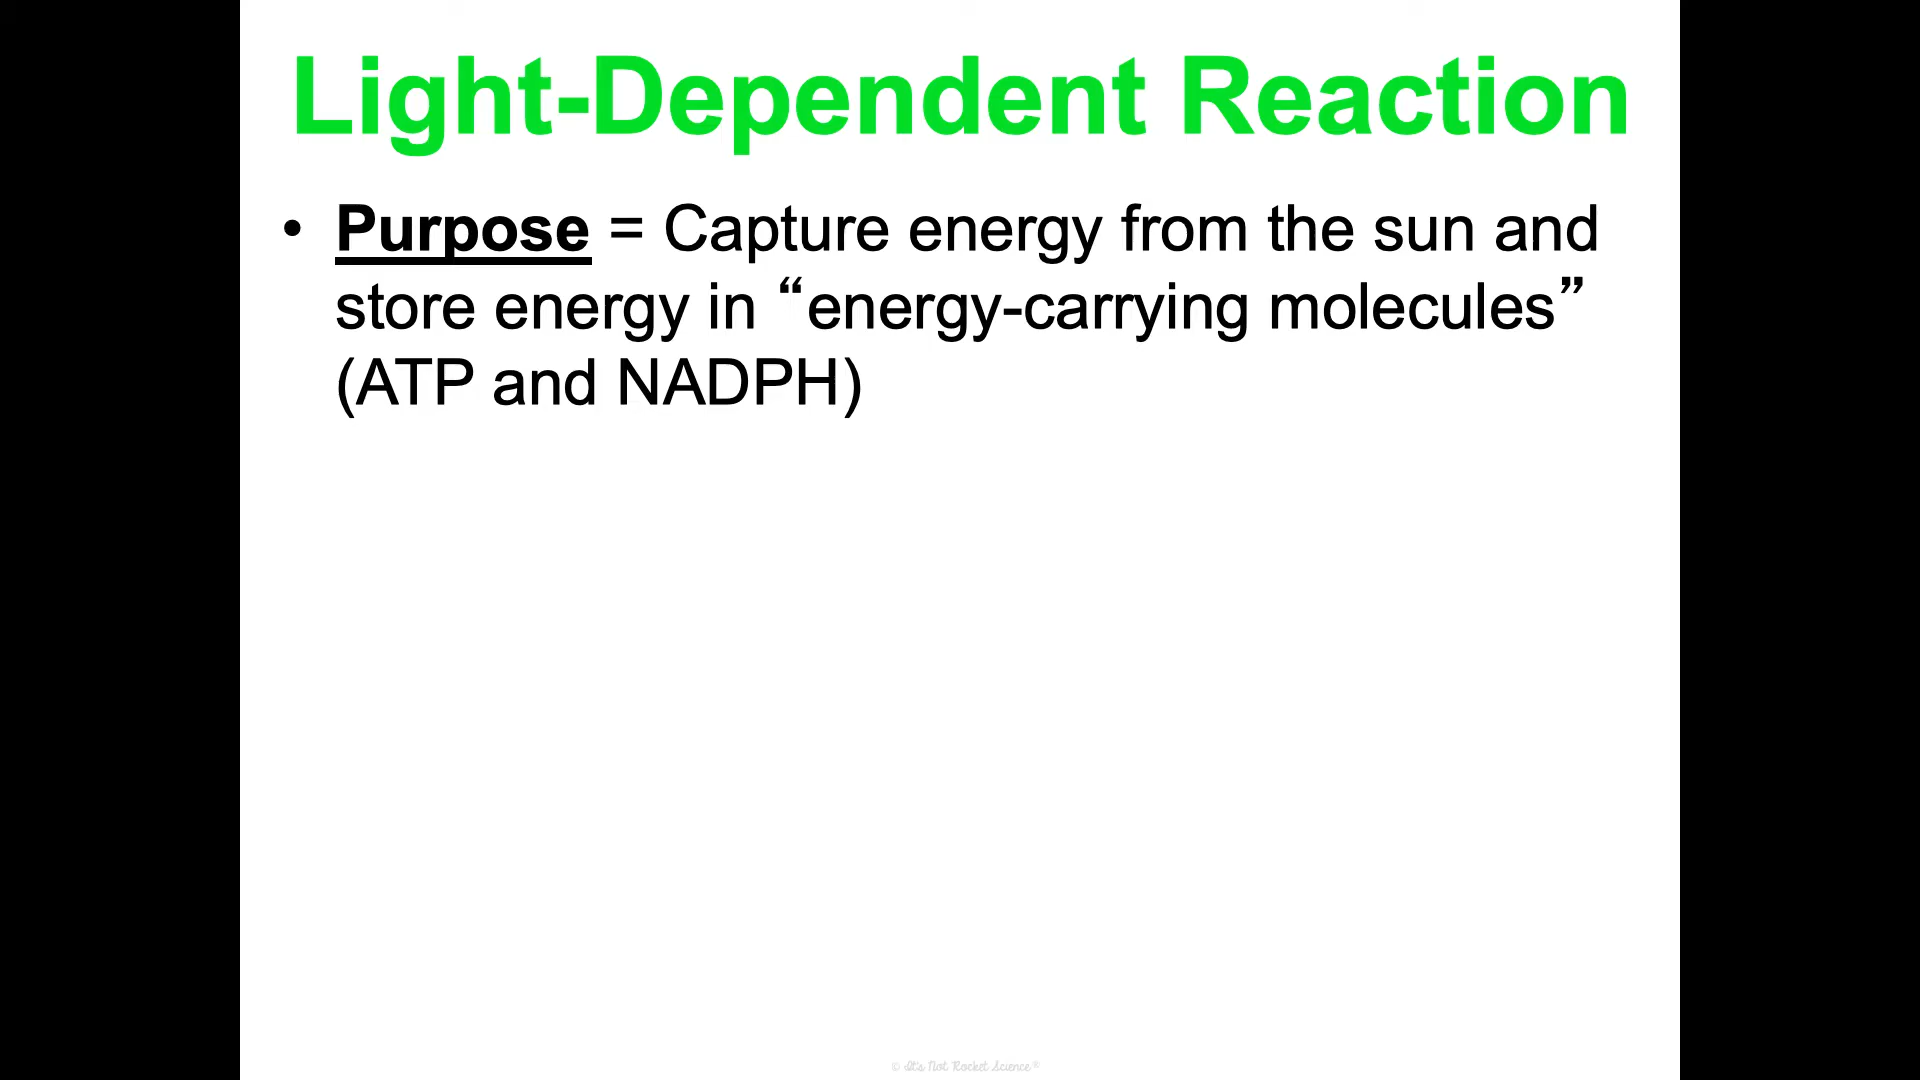 Light-Dependent Reaction
• Purpose = Capture energy from the sun and
store energy in “energy-carrying molecules”
(ATP and NADPH)
© It's Not Rocket Science®